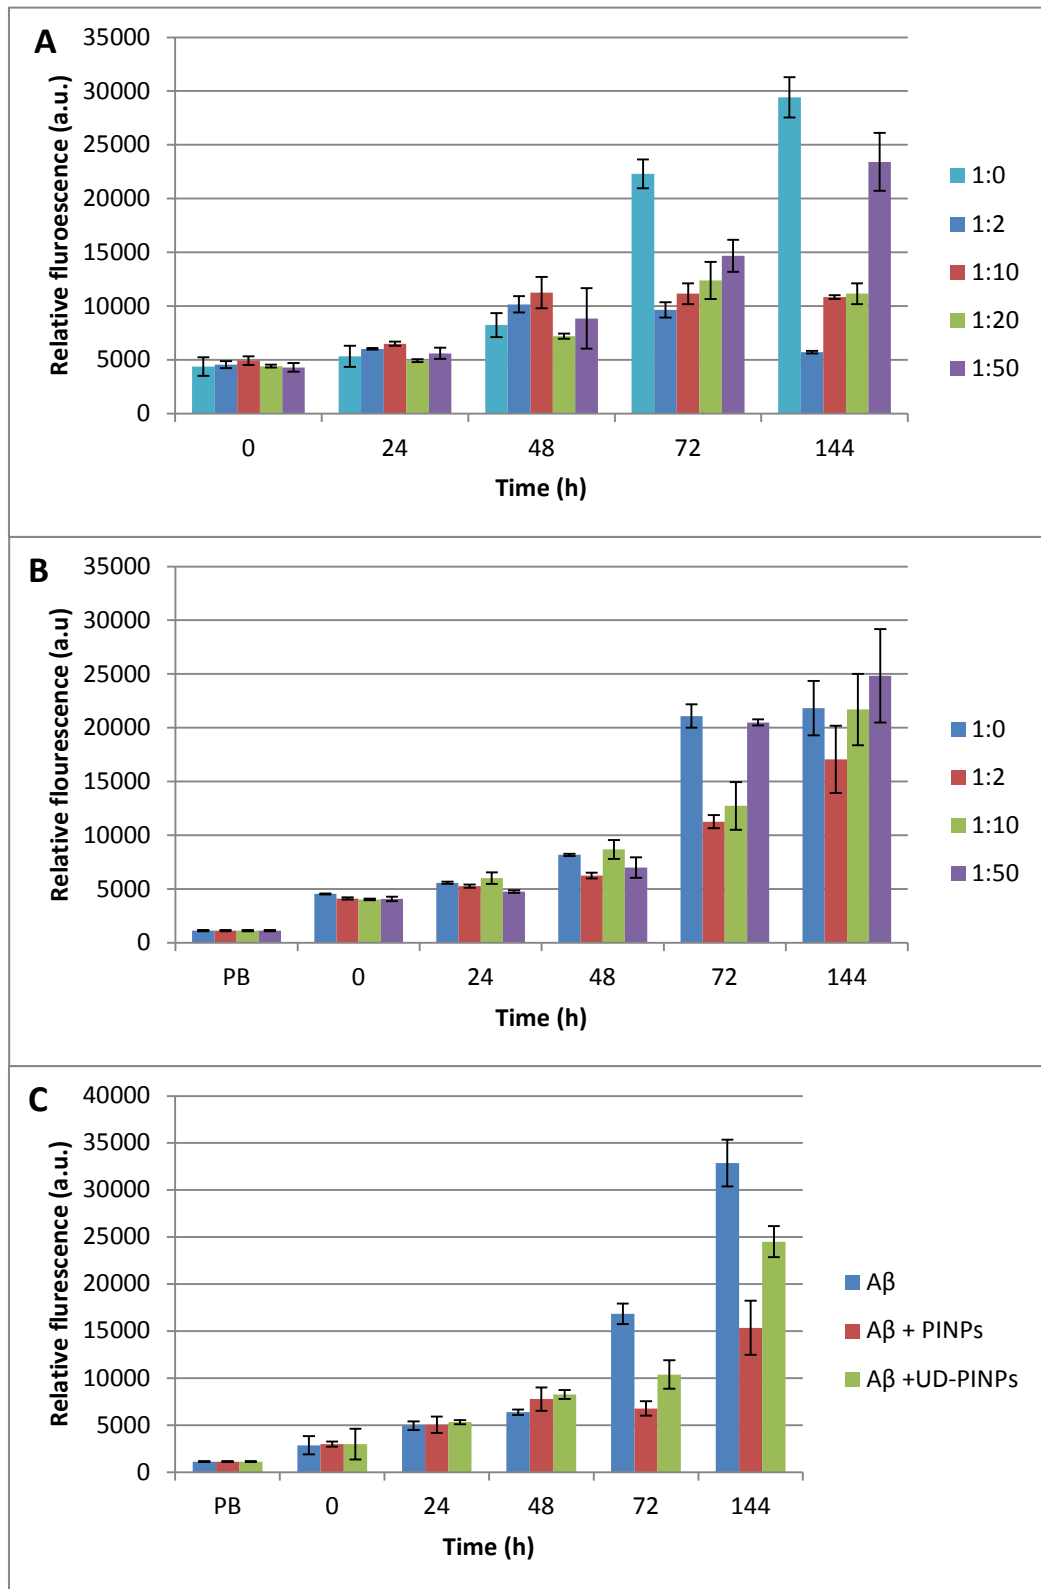 A
Relative fluroescence (a.u.)
35000
30000
25000
20000
15000
10000
5000
0
0 24 48 72 144
Time (h)
1:0
1:2
1:10
1:20
1:50
B
Relative flourescence (a.u)
35000
30000
25000
20000
15000
10000
5000
0
PB 0 24 48 72 144
Time (h)
1:0
1:2
1:10
1:50
C
Relative flurescence (a.u.)
40000
35000
30000
25000
20000
15000
10000
5000
0
PB 0 24 48 72 144
Time (h)
Aβ
Aβ + PINPs
Aβ +UD-PINPs